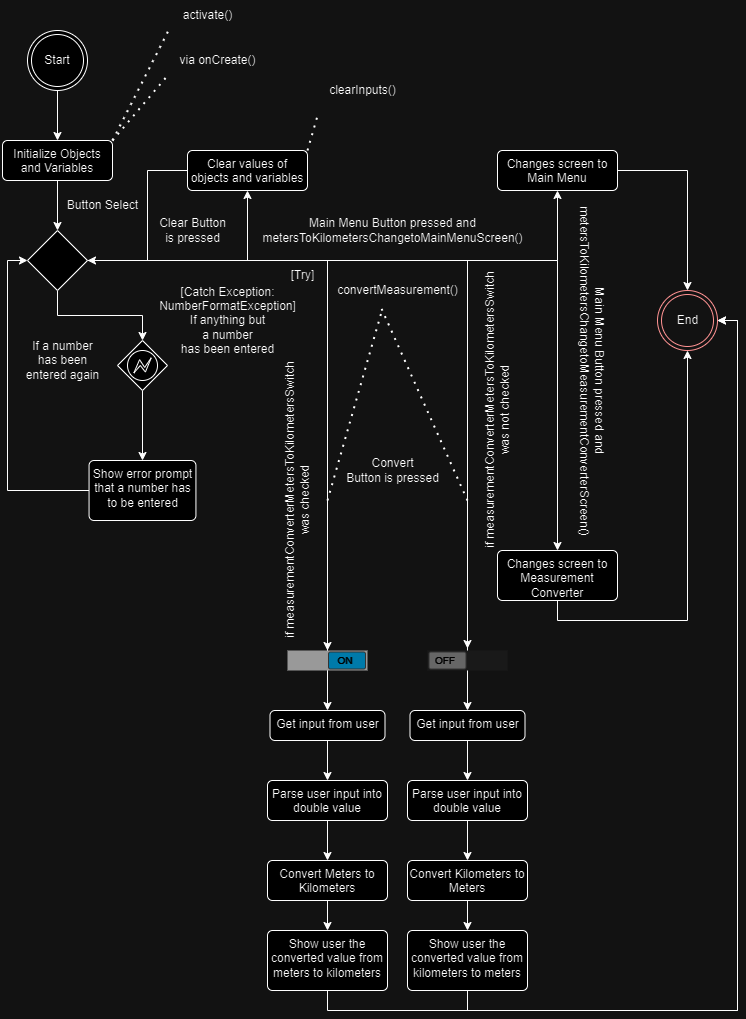 activate()
Start
via onCreate()
clearInputs()
Initialize Objects
and Variables
Clear values of
objects and variables
Changes screen to
Main Menu
Button Select
Clear Button
is pressed
Main Menu Button pressed and
metersToKilometersChangetoMainMenuScreen()
[Try]
[Catch Exception:
NumberFormatException]
If anything but
a number
has been entered
convertMeasurement()
if measurementConverterMetersToKilometersSwitch
was not checked
Main Menu Button pressed and
metersToKilometersChangetoMeasurementConverterScreen()
End
If a number
has been
entered again
if measurementConverterMetersToKilometersSwitch
was checked
Convert
Button is pressed
Show error prompt
that a number has
to be entered
Changes screen to
Measurement
Converter
ON
OFF
Get input from user
Get input from user
Parse user input into
double value
Parse user input into
double value
Convert Meters to
Kilometers
Convert Kilometers to
Meters
Show user the
converted value from
meters to kilometers
Show user the
converted value from
kilometers to meters